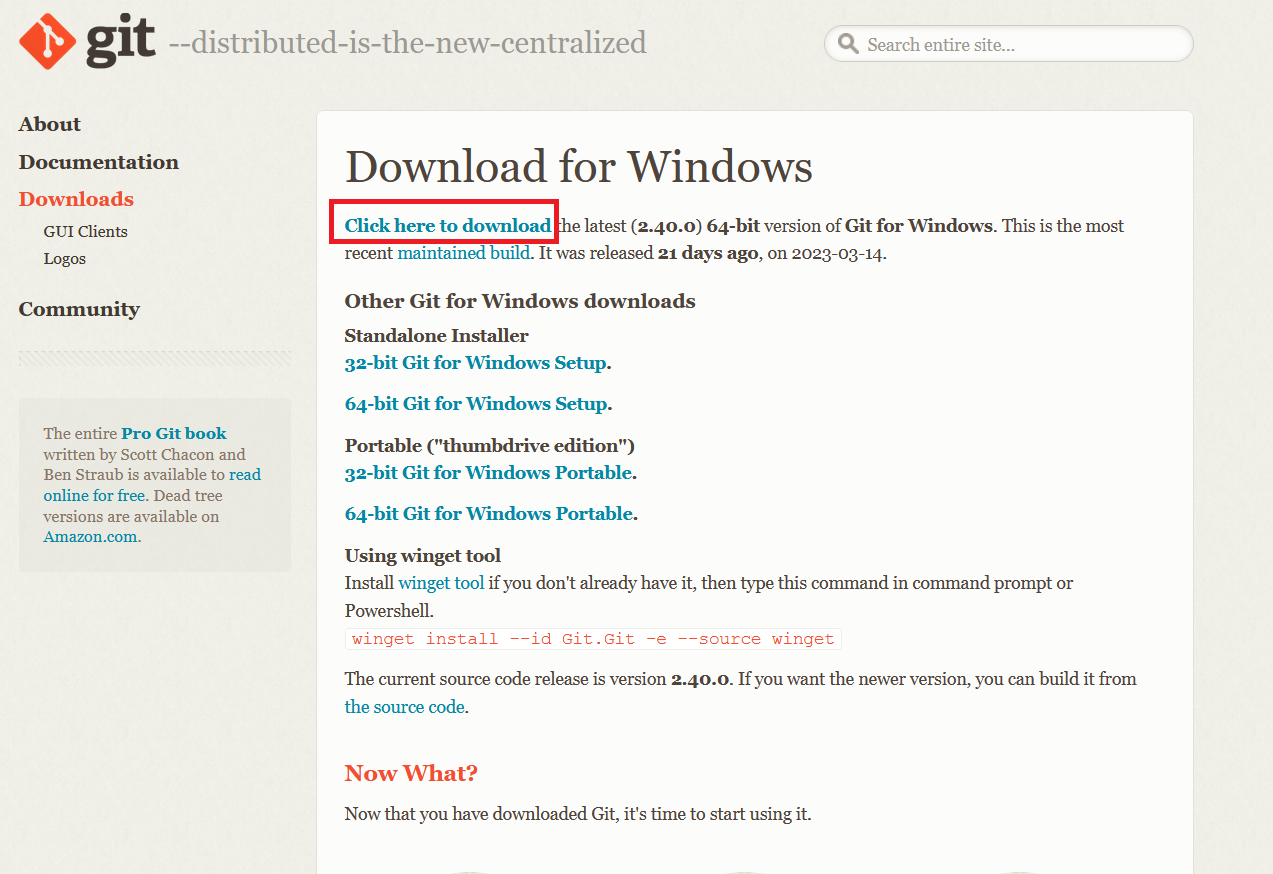 git --distributed-is-the-new-centralized
Search entire site...
About
Documentation
Downloads
GUI Clients
Logos
Community
The entire Pro Git book
written by Scott Chacon and
Ben Straub is available to read
online for free. Dead tree
versions are available on
Amazon.com.
Download for Windows
Click here to download the latest (2.40.0) 64-bit version of Git for Windows. This is the most
recent maintained build. It was released 21 days ago, on 2023-03-14.
Other Git for Windows downloads
Standalone Installer
32-bit Git for Windows Setup.
64-bit Git for Windows Setup.
Portable ("thumbdrive edition")
32-bit Git for Windows Portable.
64-bit Git for Windows Portable.
Using winget tool
Install winget tool if you don't already have it, then type this command in command prompt or
Powershell.
winget install --id Git.Git -e --source winget
The current source code release is version 2.40.0. If you want the newer version, you can build it from
the source code.
Now What?
Now that you have downloaded Git, it's time to start using it.